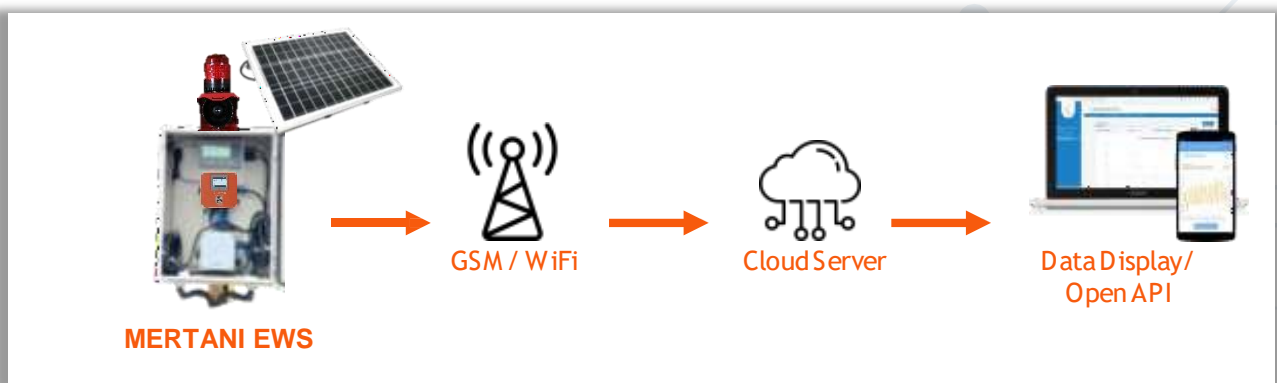 GSM / WiFi
Cloud Server
Data Display/
Open API
MERTANI EWS